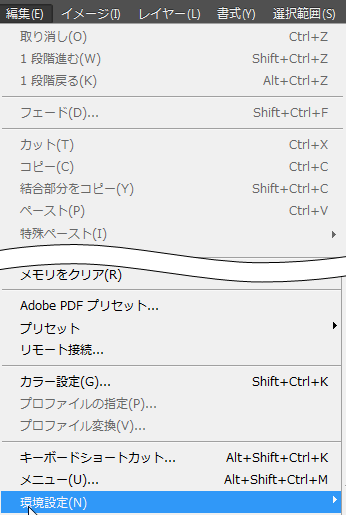 編集(E) イメージ(J) レイヤー(L) 書式(Y) 選択範囲(S)
取り消し(O) Ctrl+Z
1 段階進む(W) Shift+Ctrl+Z
1 段階戻る(K) Alt+Ctrl+Z
フェード(D)... Shift+Ctrl+F
カット(T) Ctrl+X
コピー(C) Ctrl+C
結合部分をコピー(Y) Shift+Ctrl+C
ペースト(P) Ctrl+V
特殊ペースト(I)
メモリをクリア(R)
Adobe PDF プリセット...
プリセット
リモート接続...
カラー設定(G)... Shift+Ctrl+K
プロファイルの指定(P)...
プロファイル変換(V)...
キーボードショートカット... Alt+Shift+Ctrl+K
メニュー(U)... Alt+Shift+Ctrl+M
環境設定(N)